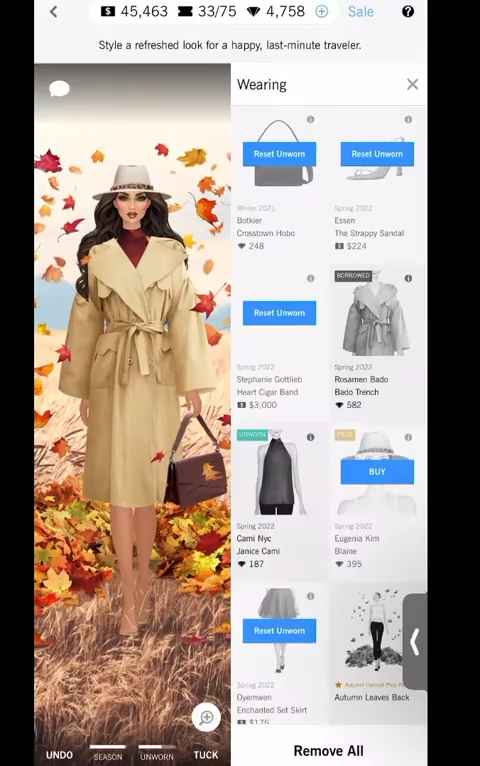 $ 45,463 33/75 4,758 Sale
Style a refreshed look for a happy, last-minute traveler.
Wearing
Reset Unworn
Winter 2021
Botkier
Crosstown Hobo
248
Reset Unworn
Spring 2022
Essen
The Strappy Sandal
$ $224
Reset Unworn
Spring 2022
Stephanie Gottlieb
Heart Cigar Band
$ $3,000
BORROWED
Spring 2022
Rosamen Bado
Bado Trench
582
UNWORN
Spring 2022
Cami Nyc
Janice Cami
187
BUY
Spring 2022
Eugenia Kim
Blaine
395
Reset Unworn
Spring 2022
Oyemwen
Enchanted Set Skirt
$ $175
Autumn Leaves Back
UNDO
SEASON
UNWORN
TUCK
Remove All